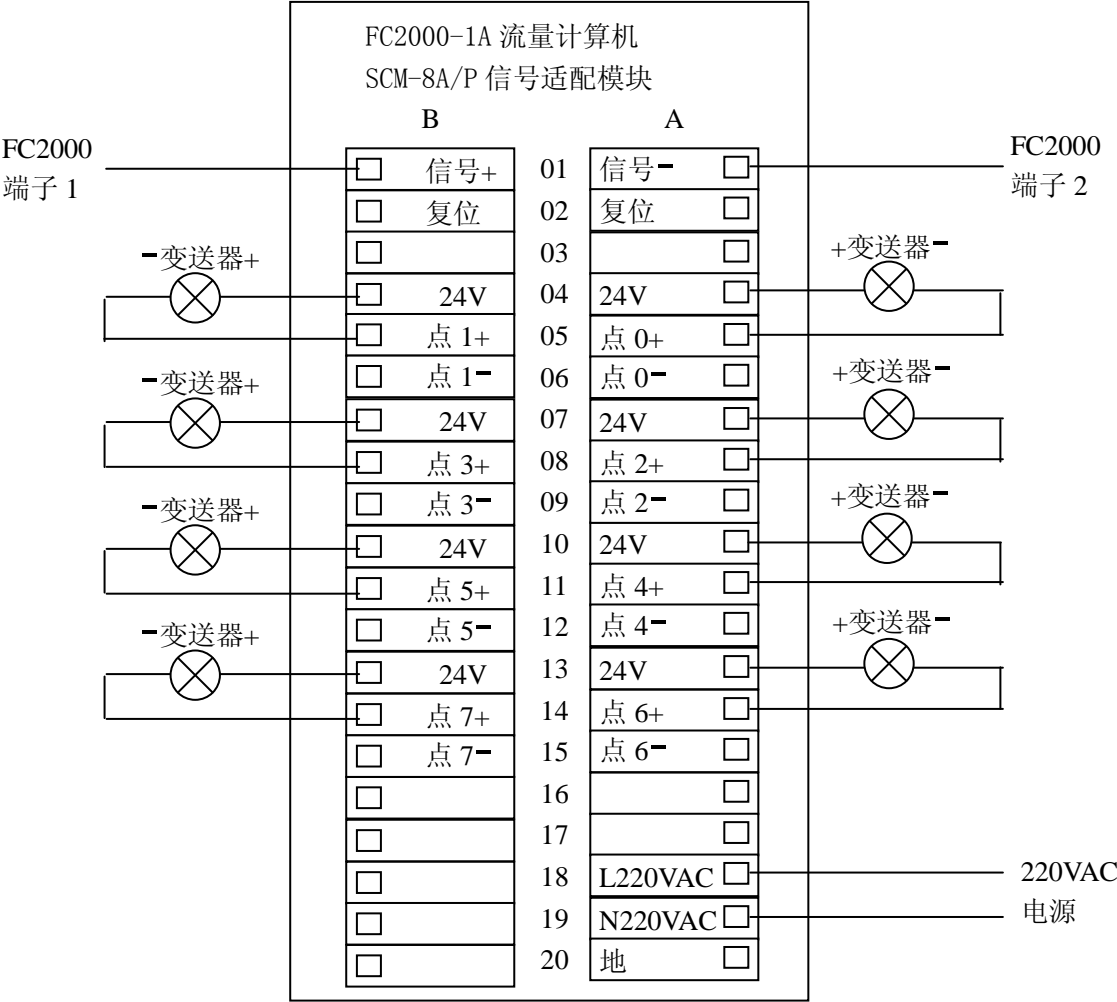 FC2000-1A 流量计算机
SCM-8A/P 信号适配模块
B A
FC2000
端子 1
FC2000
端子 2
信号+ 01 信号-
复位 02 复位
03
-变送器+
+变送器-
24V 04 24V
点 1+ 05 点 0+
点 1- 06 点 0-
-变送器+
+变送器-
24V 07 24V
点 3+ 08 点 2+
点 3- 09 点 2-
-变送器+
+变送器-
24V 10 24V
点 5+ 11 点 4+
点 5- 12 点 4-
-变送器+
+变送器-
24V 13 24V
点 7+ 14 点 6+
点 7- 15 点 6-
16
17
18 L220VAC
19 N220VAC
20 地
220VAC
电源